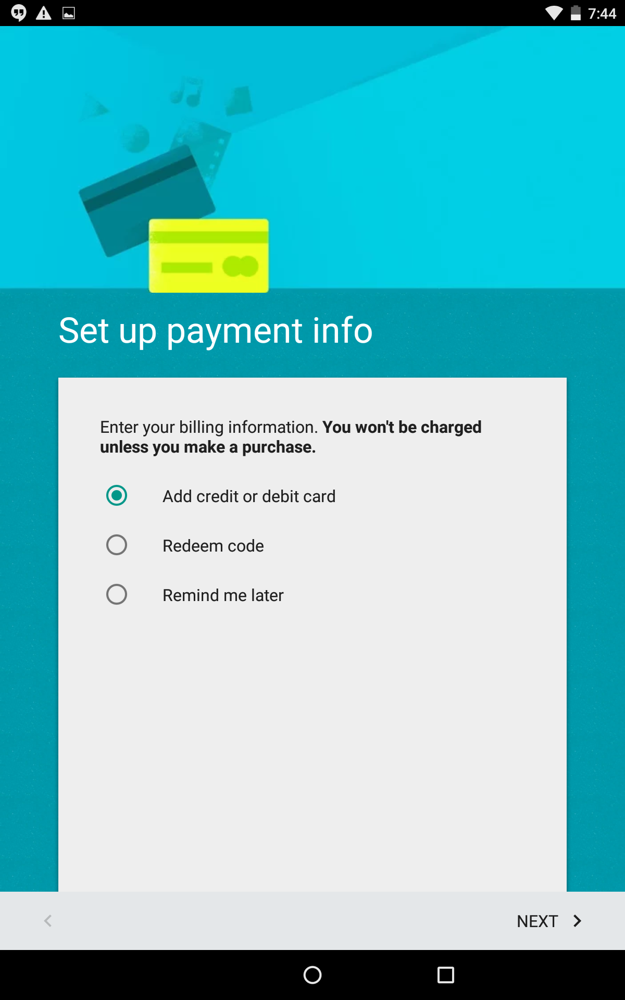 7:44
Set up payment info
Enter your billing information. You won't be charged
unless you make a purchase.
Add credit or debit card
Redeem code
Remind me later
NEXT